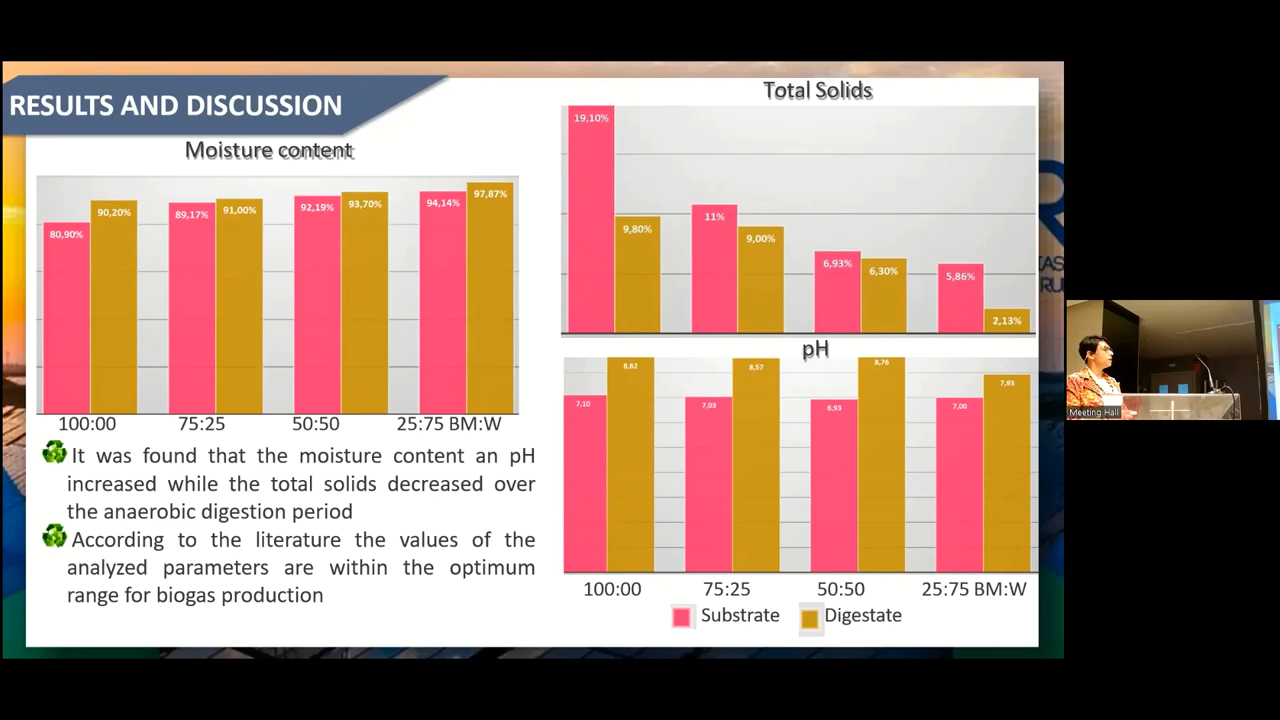 RESULTS AND DISCUSSION
Moisture content
80,90%
90,20%
89,17%
91,00%
92,19%
93,70%
94,14%
97,87%
100:00
75:25
50:50
25:75 BM:W
It was found that the moisture content an pH
increased while the total solids decreased over
the anaerobic digestion period
According to the literature the values of the
analyzed parameters are within the optimum
range for biogas production
Total Solids
19,10%
9,80%
11%
9,00%
6,93%
6,30%
5,86%
2,13%
pH
7,10
8,62
7,03
8,57
6,93
8,76
7,00
7,93
100:00
75:25
50:50
25:75 BM:W
Substrate
Digestate
R
IAS
RU
Meeting Hall